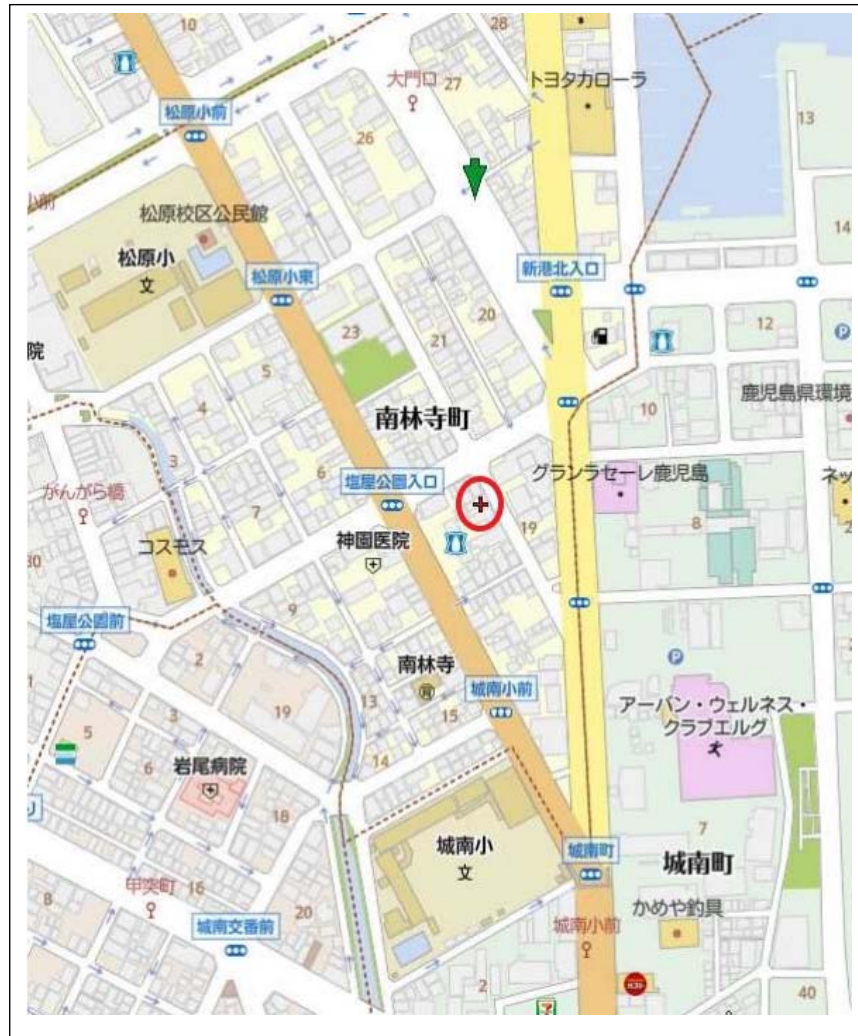 10
28
大門口
27
トヨタカローラ
13
松原小前
26
小前
松原校区公民館
14
松原小
文
松原小東
新港北入口
院
23
20
12
P
21
5
4
鹿児島県環境
南林寺町
10
3
6
塩屋公園入口
グランラセーレ鹿児島
ネッ
がんがら橋
7
19
8
コスモス
神園医院
30
9
塩屋公園前
2
南林寺
P
城南小前
アーバン・ウェルネス・
クラブエルグ
13
19
15
3
5
14
岩尾病院
6
18
7
城南小
文
城南町
城南町
甲突町
16
8
20
かめや釣具
城南交番前
城南小前
2
40